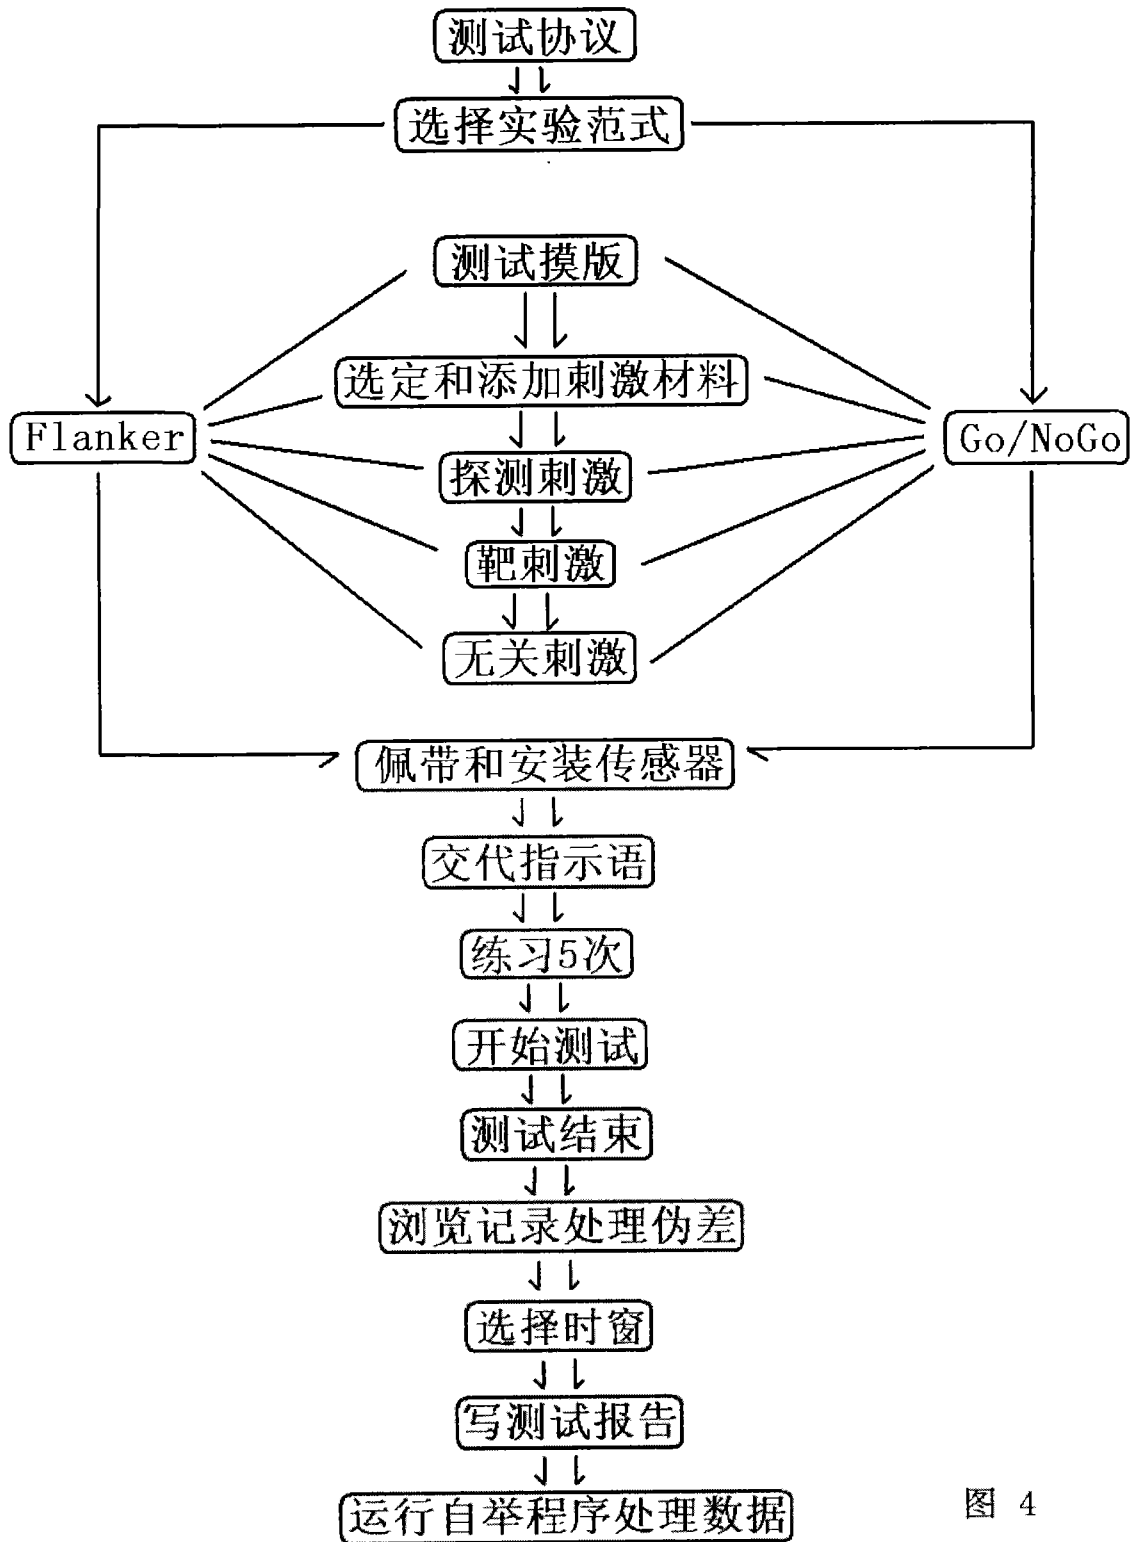 测试协议
选择实验范式
测试摸版
选定和添加刺激材料
Flanker
Go/NoGo
探测刺激
靶刺激
无关刺激
佩带和安装传感器
交代指示语
练习5次
开始测试
测试结束
浏览记录处理伪差
选择时窗
写测试报告
运行自举程序处理数据
图 4